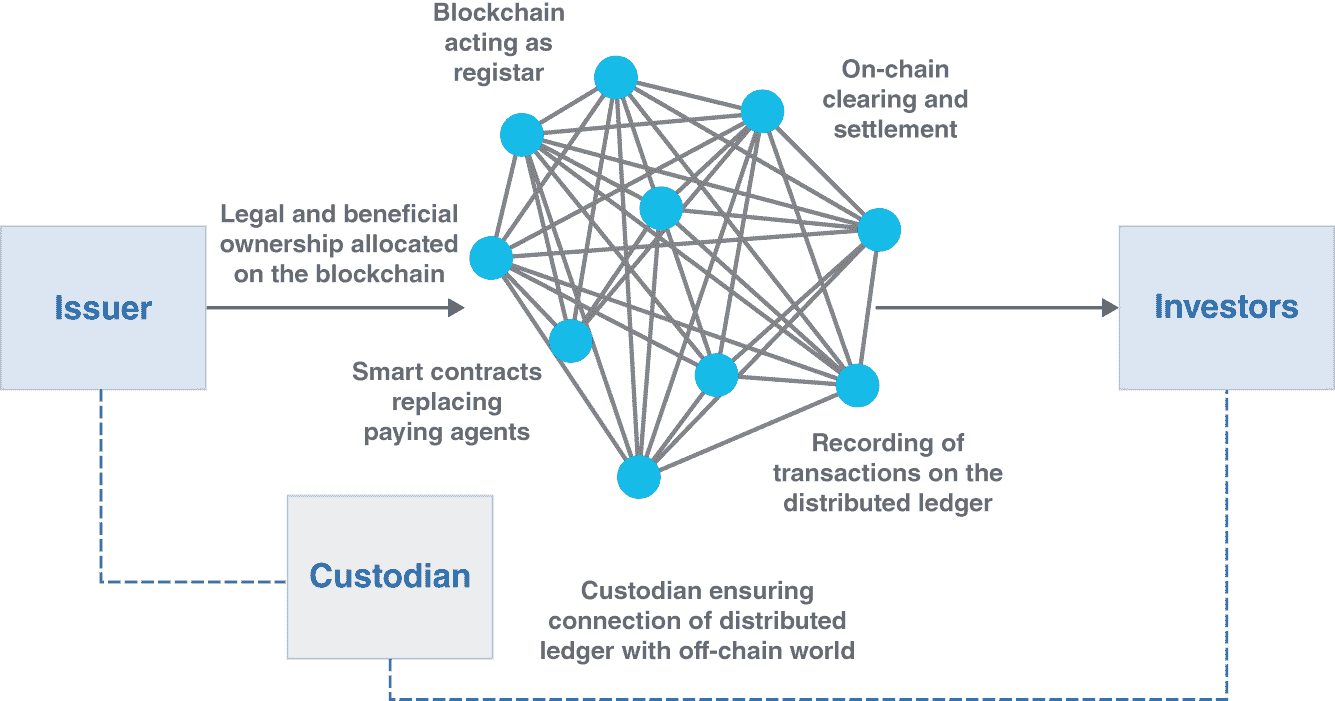 Blockchain
acting as
registar
On-chain
clearing and
settlement
Legal and beneficial
ownership allocated
on the blockchain
Issuer
Investors
Smart contracts
replacing
paying agents
Recording of
transactions on the
distributed ledger
Custodian
Custodian ensuring
connection of distributed
ledger with off-chain world